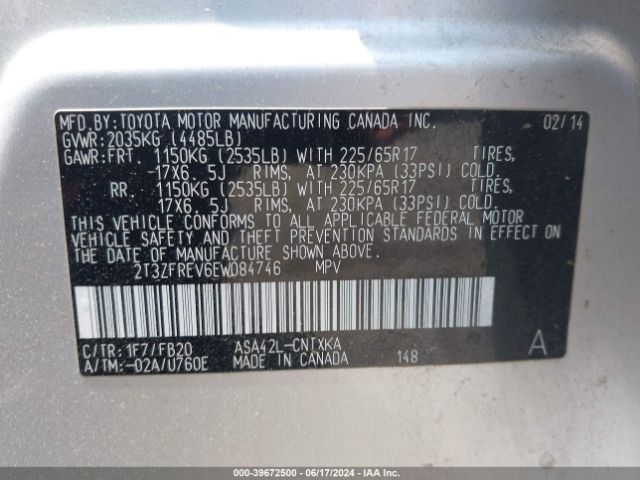 MFD.BY:TOYOTA MOTOR MANUFACTURING CANADA INC. 02/14
GVWR:2035KG (4485LB)
GAWR:FRT. 1150KG (2535LB) WITH 225/65R17 TIRES,
17X6.5J RIMS, AT 230KPA (33PSI) COLD.
RR. 1150KG (2535LB) WITH 225/65R17 TIRES,
17X6.5J RIMS, AT 230KPA (33PSI) COLD.
THIS VEHICLE CONFORMS TO ALL APPLICABLE FEDERAL MOTOR
VEHICLE SAFETY AND THEFT PREVENTION STANDARDS IN EFFECT ON
THE DATE OF MANUFACTURE SHOWN ABOVE.
2T3ZFREV6EW084746 MPV
C/TR:1F7/FB20 ASA42L-CNTXKA
A/TM:-02A/U760E MADE IN CANADA 148 A
000-39672500 - 06/17/2024 - IAA Inc.